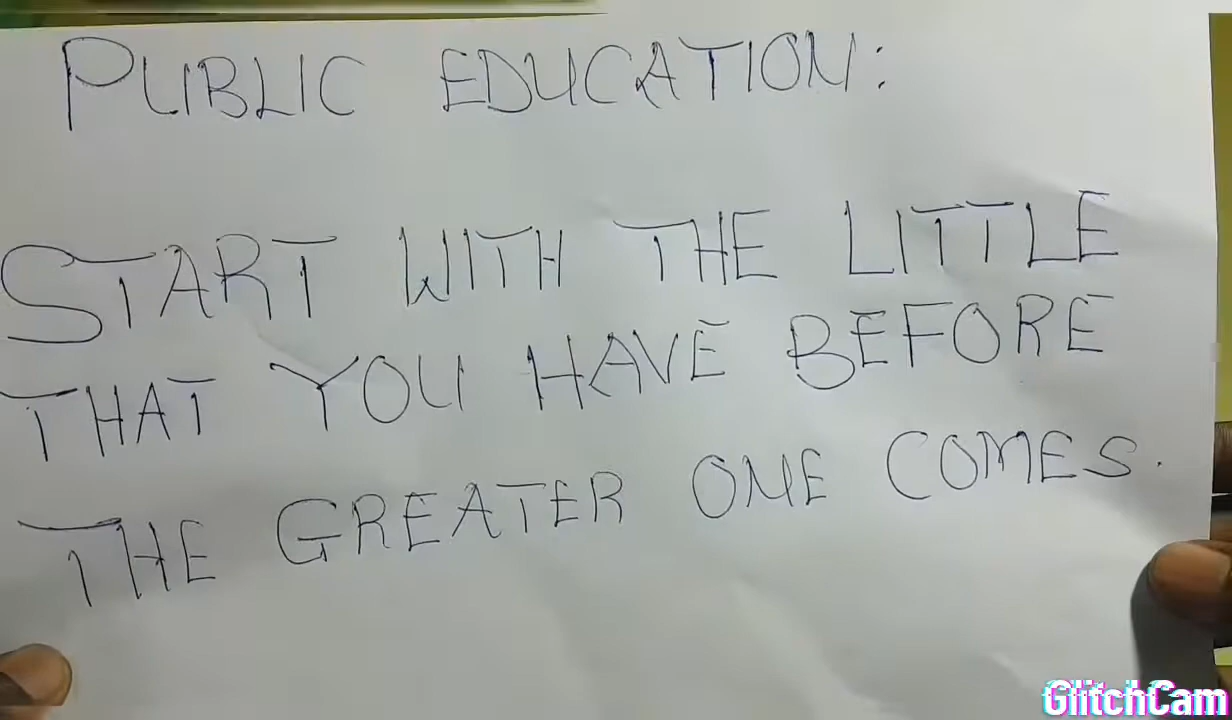 PUBLIC EDUCATION:
START WITH THE LITTLE
THAT YOU HAVE BEFORE
THE GREATER ONE COMES.
GlitchCam